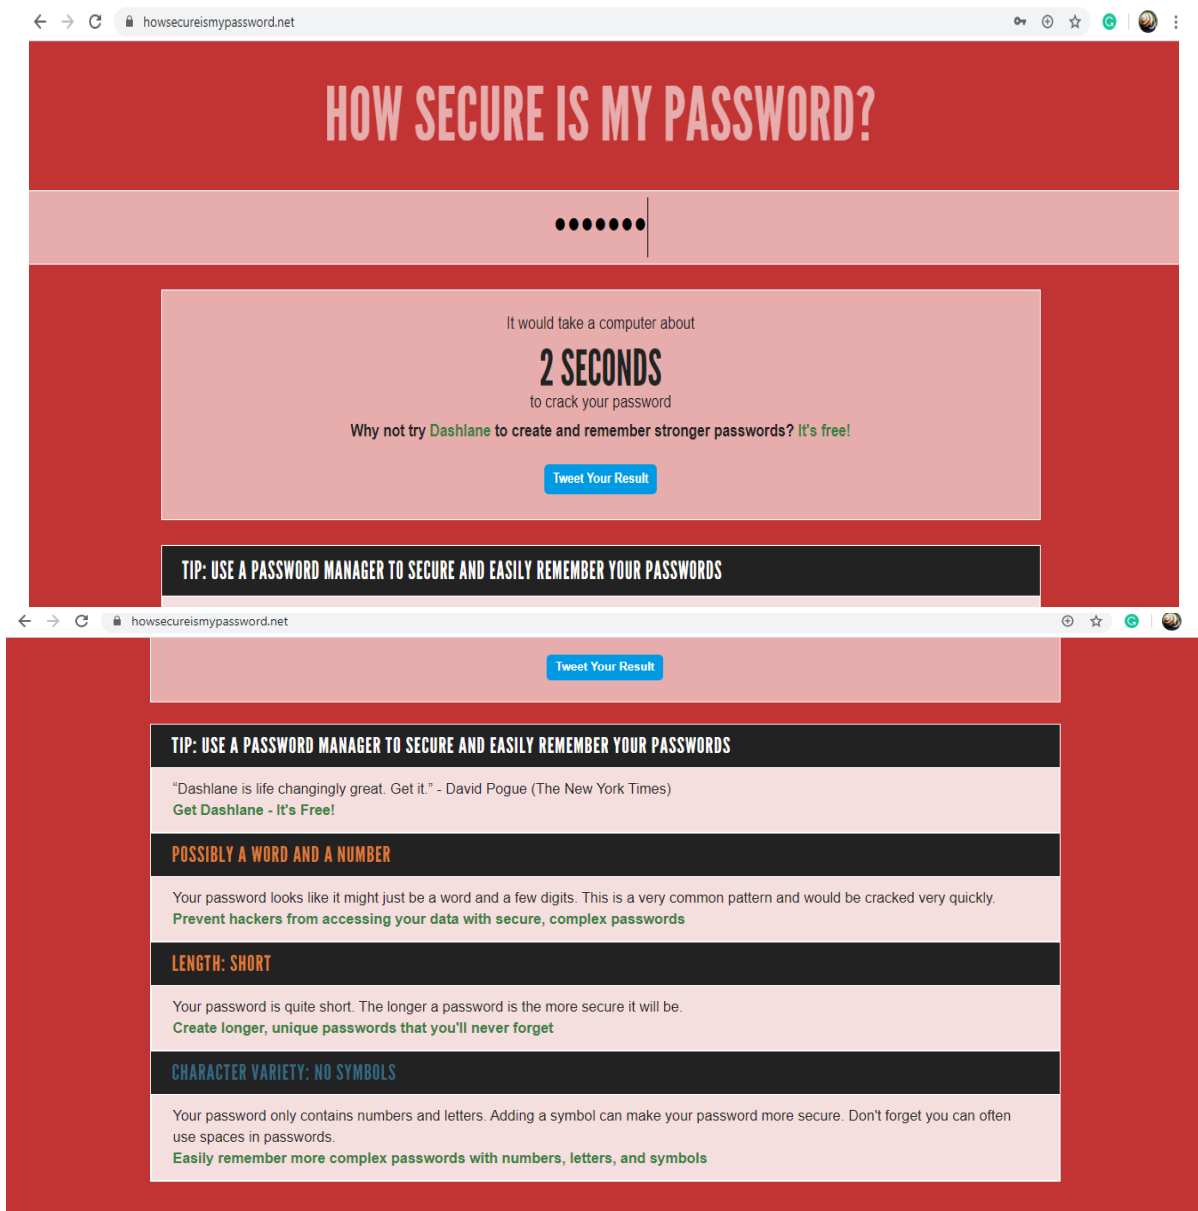 howsecureismypassword.net
HOW SECURE IS MY PASSWORD?
•••••••
It would take a computer about
2 SECONDS
to crack your password
Why not try Dashlane to create and remember stronger passwords? It's free!
Tweet Your Result
TIP: USE A PASSWORD MANAGER TO SECURE AND EASILY REMEMBER YOUR PASSWORDS
howsecureismypassword.net
Tweet Your Result
TIP: USE A PASSWORD MANAGER TO SECURE AND EASILY REMEMBER YOUR PASSWORDS
“Dashlane is life changingly great. Get it.” - David Pogue (The New York Times)
Get Dashlane - It's Free!
POSSIBLY A WORD AND A NUMBER
Your password looks like it might just be a word and a few digits. This is a very common pattern and would be cracked very quickly.
Prevent hackers from accessing your data with secure, complex passwords
LENGTH: SHORT
Your password is quite short. The longer a password is the more secure it will be.
Create longer, unique passwords that you'll never forget
CHARACTER VARIETY: NO SYMBOLS
Your password only contains numbers and letters. Adding a symbol can make your password more secure. Don't forget you can often
use spaces in passwords.
Easily remember more complex passwords with numbers, letters, and symbols